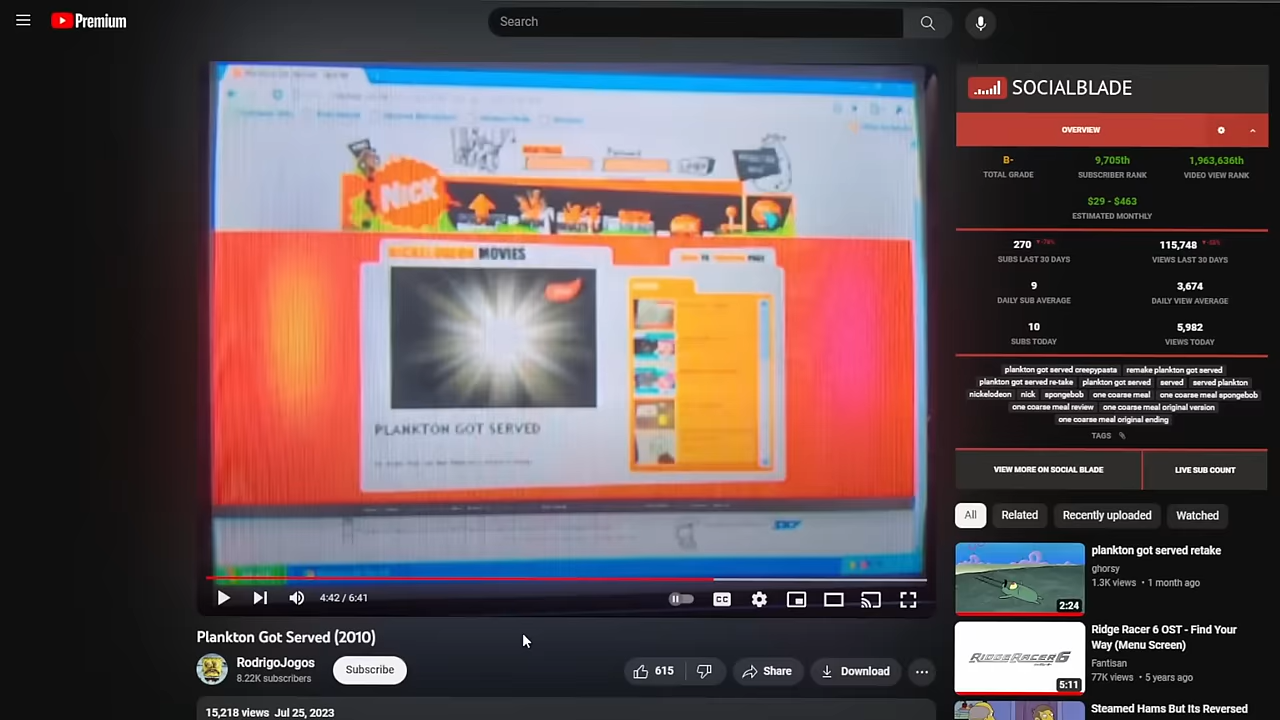 Premium
Search
SOCIALBLADE
OVERVIEW
B-
TOTAL GRADE
9,705th
SUBSCRIBER RANK
1,963,636th
VIDEO VIEW RANK
$29 - $463
ESTIMATED MONTHLY
270
SUBS LAST 30 DAYS
115,748
VIEWS LAST 30 DAYS
9
DAILY SUB AVERAGE
3,674
DAILY VIEW AVERAGE
10
SUBS TODAY
5,982
VIEWS TODAY
plankton got served creepypasta remake plankton got served
plankton got served re-take plankton got served served served plankton
nickelodeon nick spongebob one coarse meal one coarse meal spongebob
one coarse meal review one coarse meal original version
one coarse meal original ending
TAGS
VIEW MORE ON SOCIAL BLADE
LIVE SUB COUNT
NICK
NICKELODEON MOVIES
PLANKTON GOT SERVED
4:42 / 6:41
CC
Plankton Got Served (2010)
RodrigoJogos
8.22K subscribers
Subscribe
615
Share
Download
15,218 views Jul 25, 2023
All
Related
Recently uploaded
Watched
plankton got served retake
ghorsy
1.3K views • 1 month ago
2:24
Ridge Racer 6 OST - Find Your
Way (Menu Screen)
Fantisan
77K views • 5 years ago
RIDGE RACER 6
5:11
Steamed Hams But Its Reversed